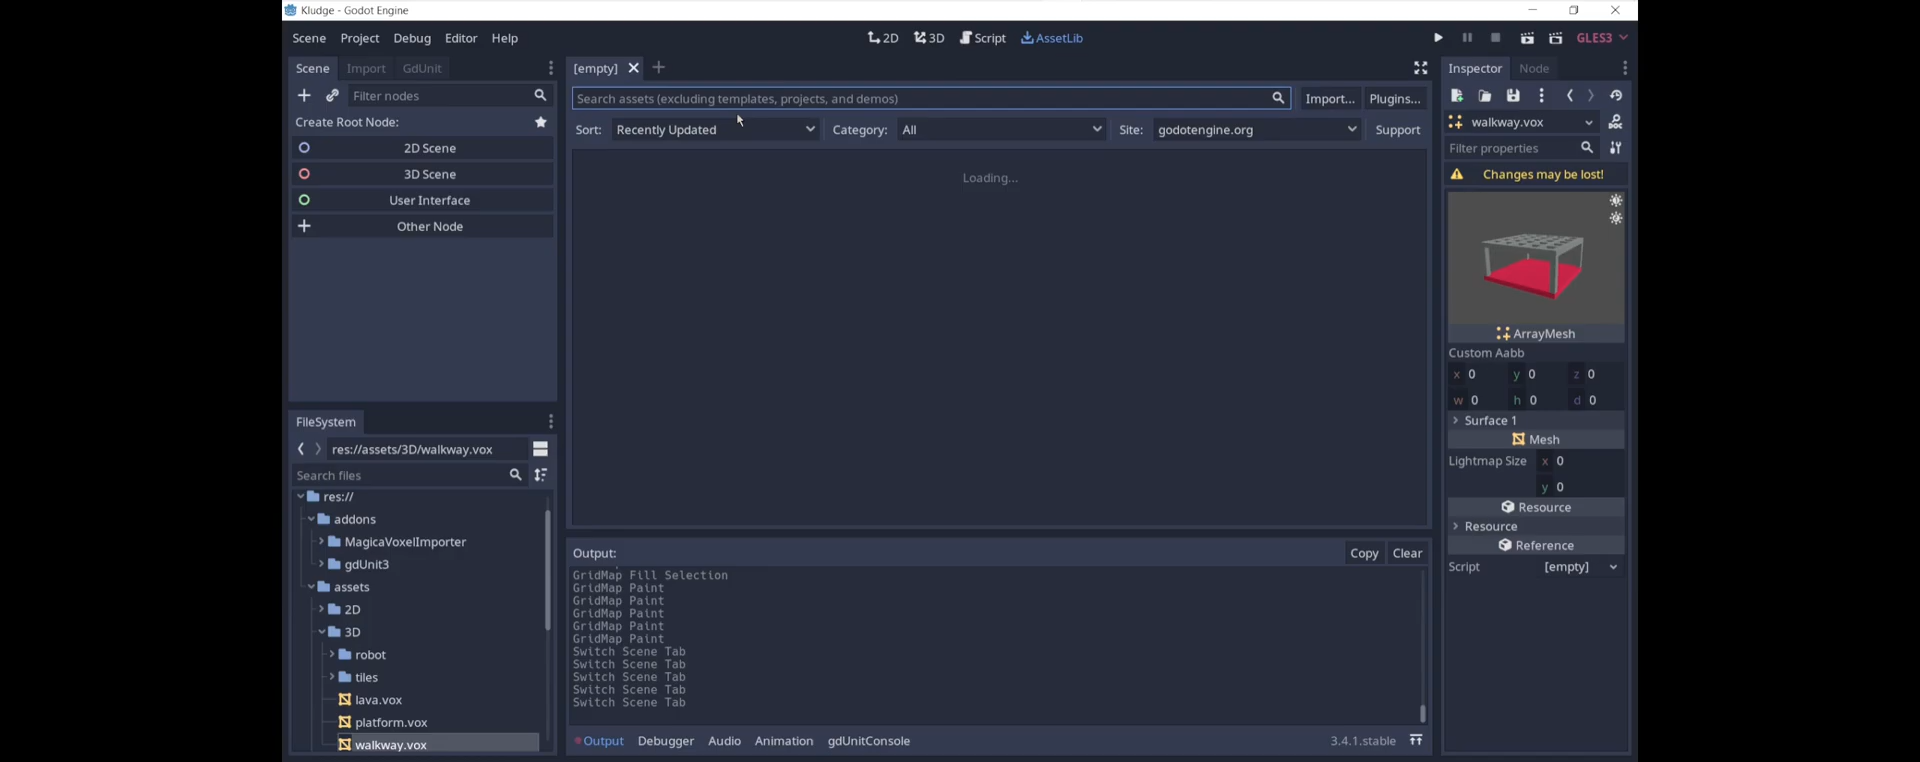 Kludge - Godot Engine
Scene Project Debug Editor Help
2D 3D Script AssetLib
GLES3
Scene Import GdUnit
Filter nodes
Create Root Node:
2D Scene
3D Scene
User Interface
Other Node
FileSystem
res://assets/3D/walkway.vox
Search files
res://
addons
MagicaVoxelImporter
gdUnit3
assets
2D
3D
robot
tiles
lava.vox
platform.vox
walkway.vox
[empty]
Search assets (excluding templates, projects, and demos)
Import... Plugins...
Sort: Recently Updated Category: All Site: godotengine.org Support
Loading...
Output: Copy Clear
GridMap Fill Selection
GridMap Paint
GridMap Paint
GridMap Paint
GridMap Paint
GridMap Paint
Switch Scene Tab
Switch Scene Tab
Switch Scene Tab
Switch Scene Tab
Switch Scene Tab
Output Debugger Audio Animation gdUnitConsole 3.4.1.stable
Inspector Node
walkway.vox
Filter properties
Changes may be lost!
ArrayMesh
Custom Aabb
x 0 y 0 z 0
w 0 h 0 d 0
Surface 1
Mesh
Lightmap Size x 0
y 0
Resource
Resource
Reference
Script [empty]